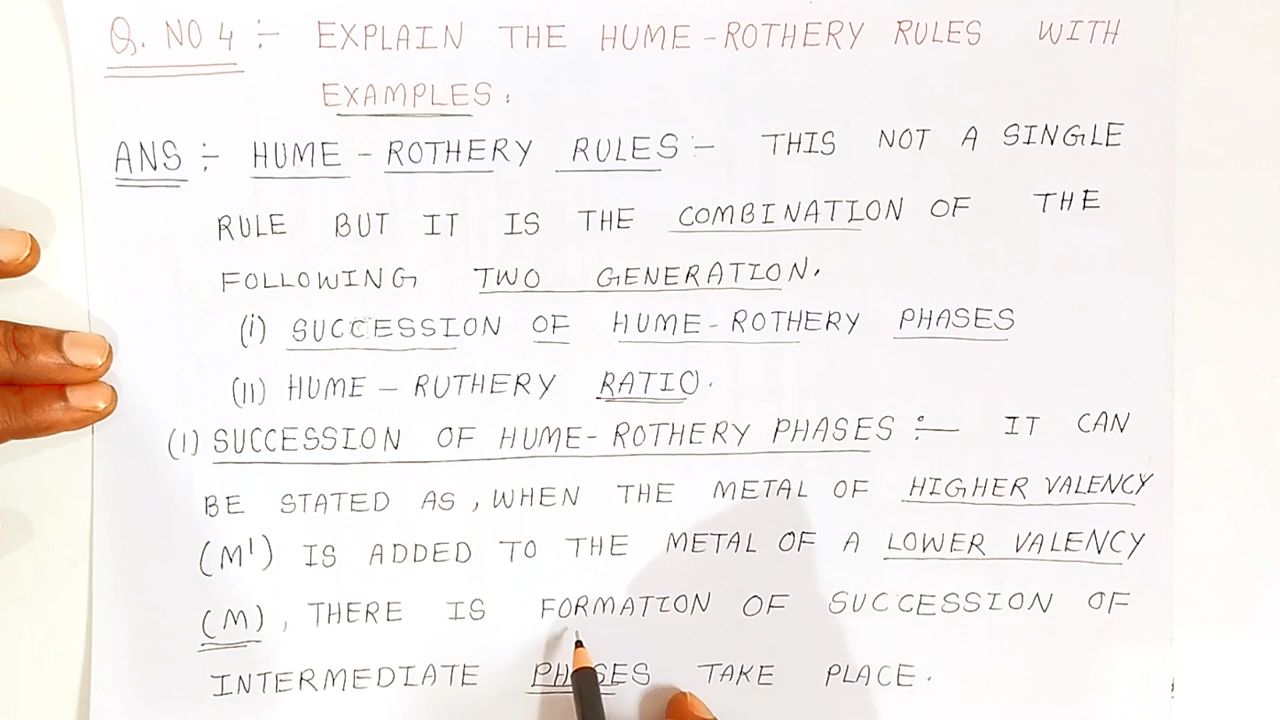 Q. NO 4 :- EXPLAIN THE HUME-ROTHERY RULES WITH
EXAMPLES.
ANS :- HUME-ROTHERY RULES :- THIS NOT A SINGLE
RULE BUT IT IS THE COMBINATION OF THE
FOLLOWING TWO GENERATION.
(i) SUCCESSION OF HUME-ROTHERY PHASES
(II) HUME-RUTHERY RATIO.
(I) SUCCESSION OF HUME-ROTHERY PHASES :- IT CAN
BE STATED AS, WHEN THE METAL OF HIGHER VALENCY
(M') IS ADDED TO THE METAL OF A LOWER VALENCY
(M), THERE IS FORMATION OF SUCCESSION OF
INTERMEDIATE PHASES TAKE PLACE.